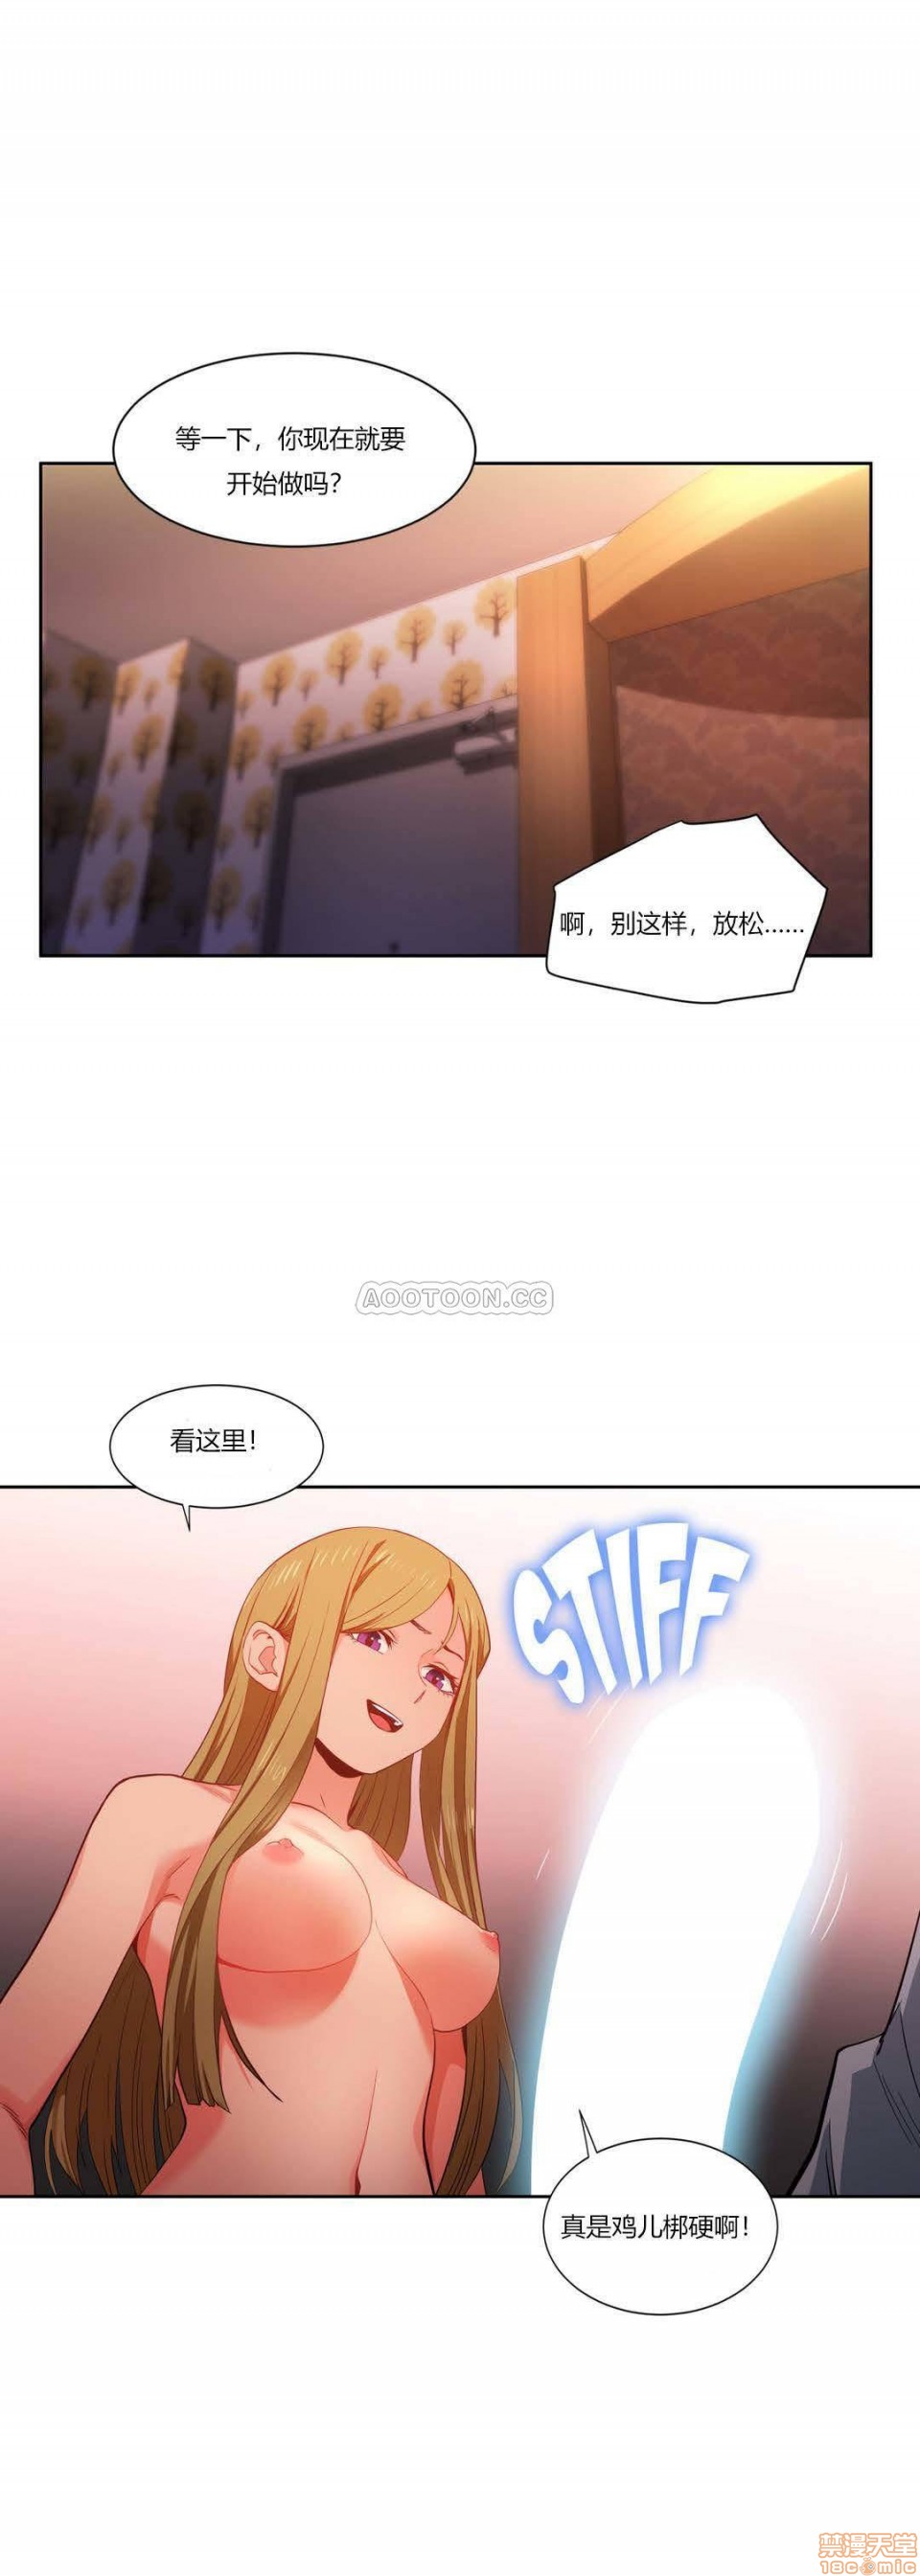 等一下，你现在就要
开始做吗？
啊，别这样，放松……
AOOTOON.CC
看这里！
STIFF
真是鸡儿梆硬啊！
禁漫天堂
18comic